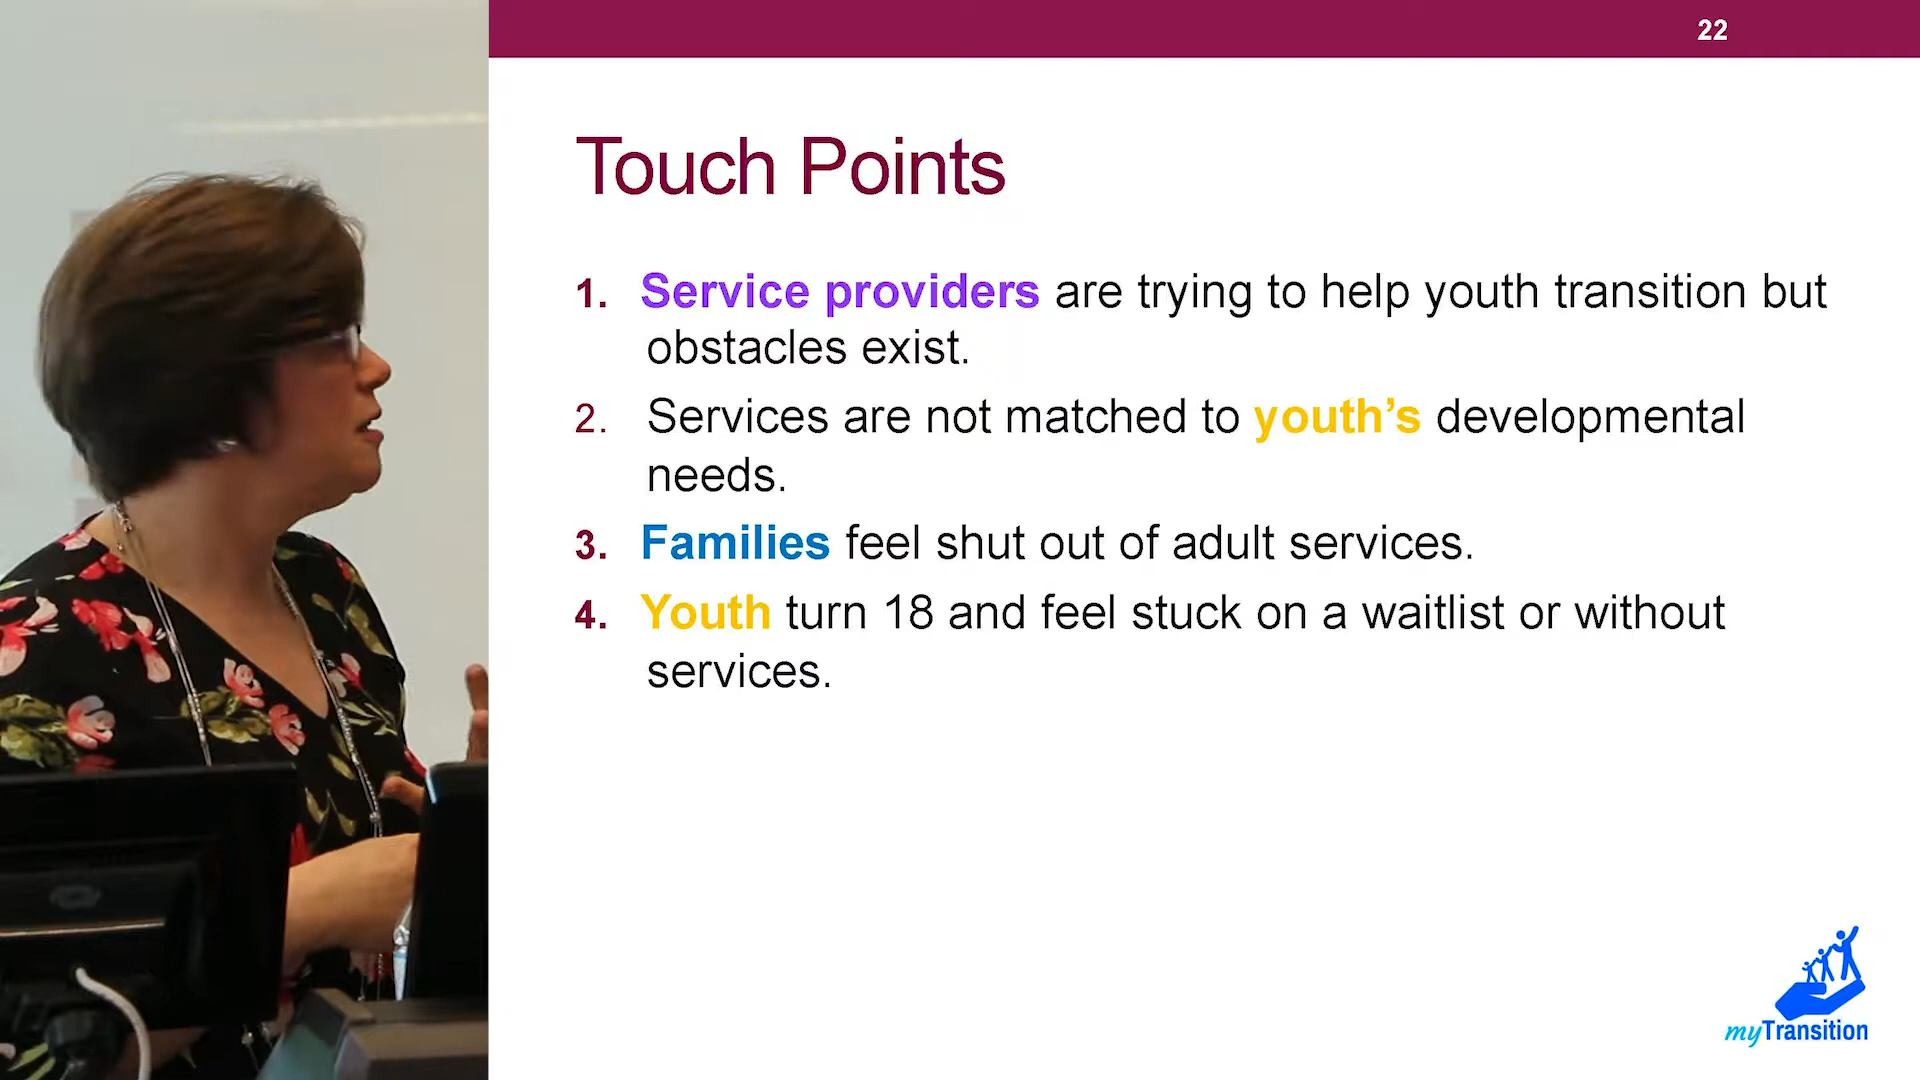 22
Touch Points
1. Service providers are trying to help youth transition but
obstacles exist.
2. Services are not matched to youth’s developmental
needs.
3. Families feel shut out of adult services.
4. Youth turn 18 and feel stuck on a waitlist or without
services.
myTransition